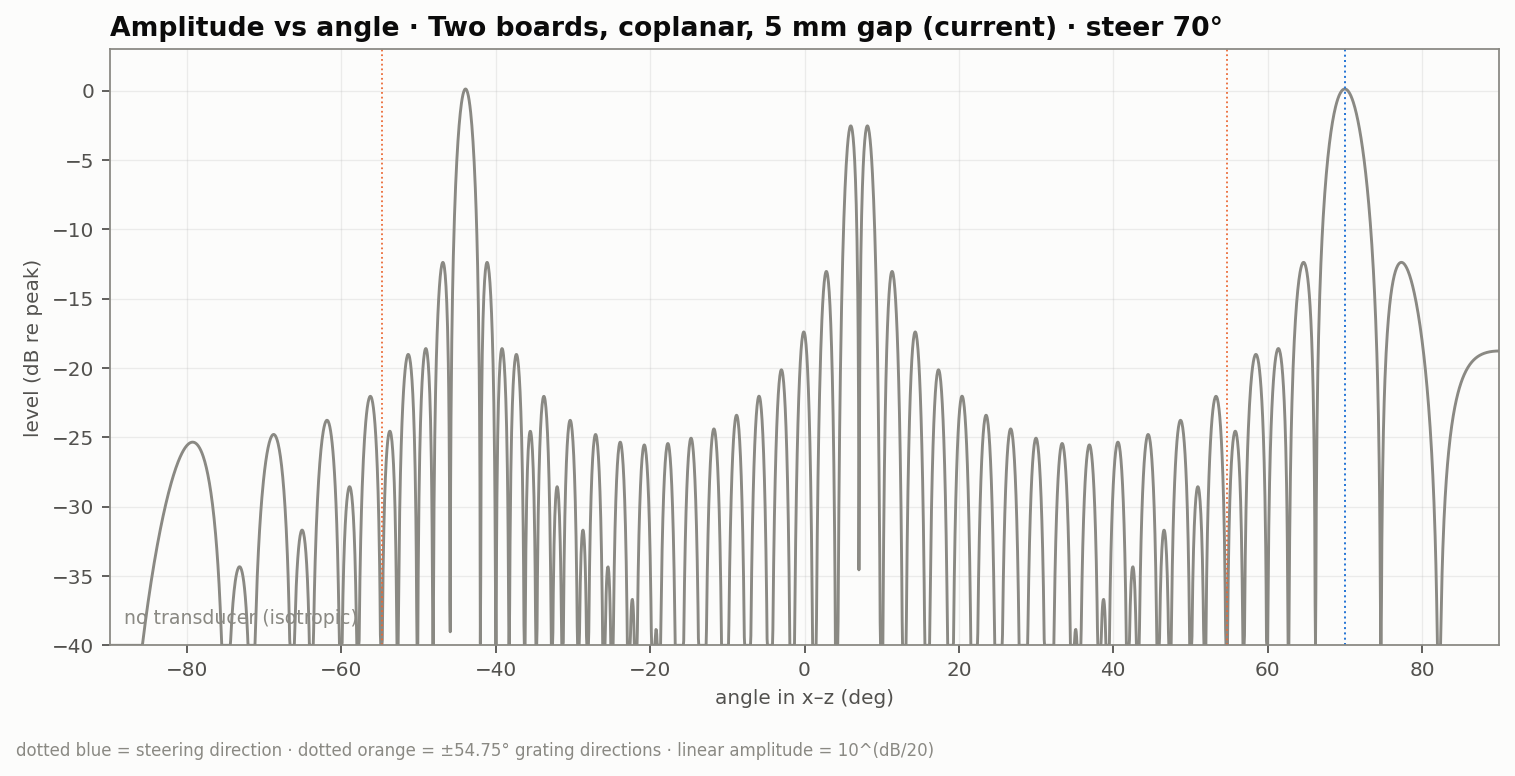 Amplitude vs angle · Two boards, coplanar, 5 mm gap (current) · steer 70°
0
−5
−10
−15
−20
−25
−30
−35
−40
level (dB re peak)
no transducer (isotropic)
−80 −60 −40 −20 0 20 40 60 80
angle in x–z (deg)
dotted blue = steering direction · dotted orange = ±54.75° grating directions · linear amplitude = 10^(dB/20)